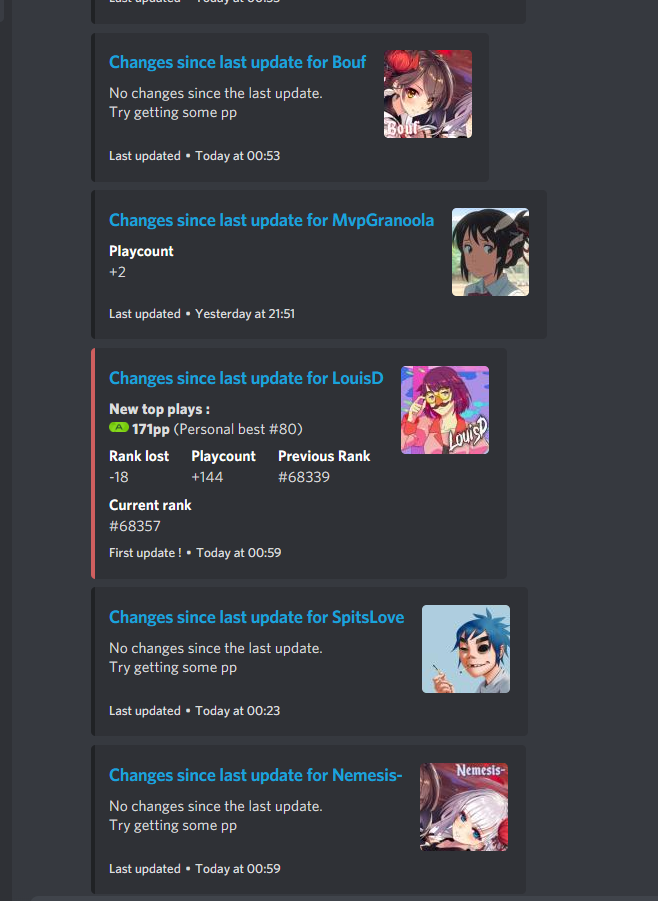 Last updated • Today at 00:53
Changes since last update for Bouf
No changes since the last update.
Try getting some pp
Bouf
Last updated • Today at 00:53
Changes since last update for MvpGranoola
Playcount
+2
Last updated • Yesterday at 21:51
Changes since last update for LouisD
New top plays :
A 171pp (Personal best #80)
LouisD
Rank lost Playcount Previous Rank
-18 +144 #68339
Current rank
#68357
First update ! • Today at 00:59
Changes since last update for SpitsLove
No changes since the last update.
Try getting some pp
Last updated • Today at 00:23
Changes since last update for Nemesis-
Nemesis-
No changes since the last update.
Try getting some pp
Last updated • Today at 00:59